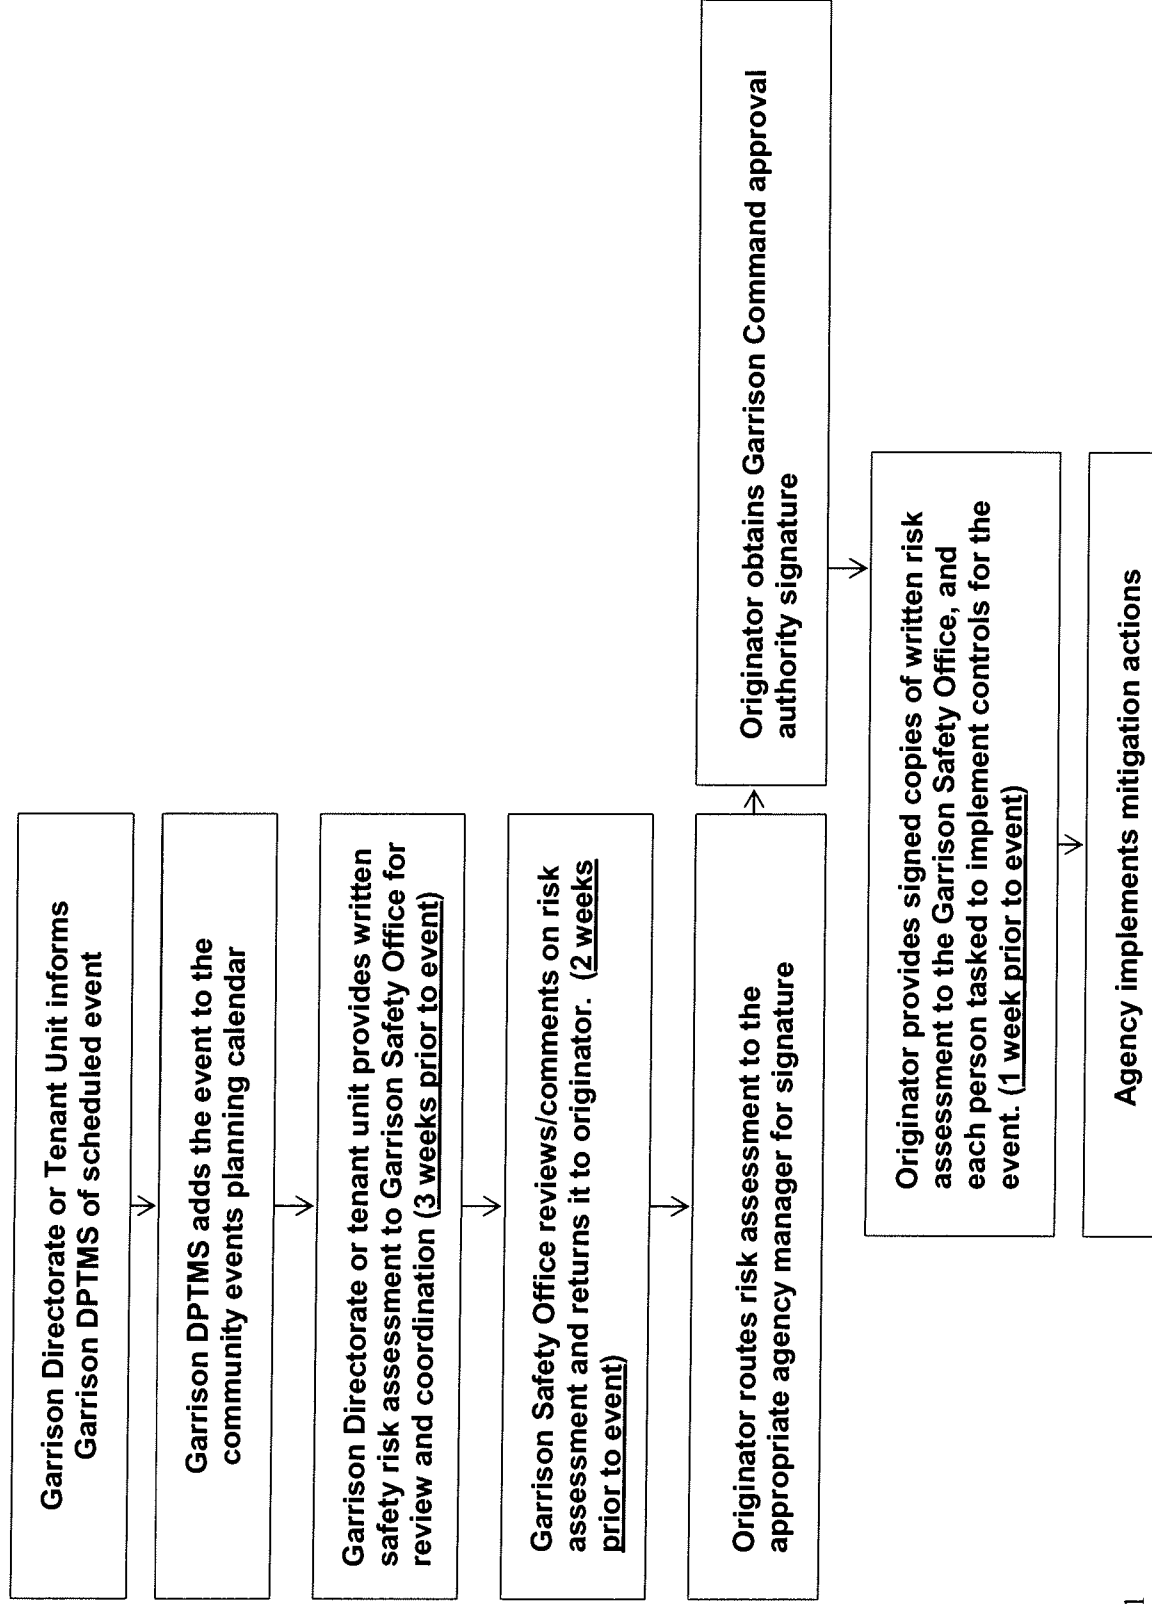 Garrison Directorate or Tenant Unit informs
Garrison DPTMS of scheduled event
Garrison DPTMS adds the event to the
community events planning calendar
Garrison Directorate or tenant unit provides written
safety risk assessment to Garrison Safety Office for
review and coordination (3 weeks prior to event)
Garrison Safety Office reviews/comments on risk
assessment and returns it to originator. (2 weeks
prior to event)
Originator routes risk assessment to the
appropriate agency manager for signature
Originator obtains Garrison Command approval
authority signature
Originator provides signed copies of written risk
assessment to the Garrison Safety Office, and
each person tasked to implement controls for the
event. (1 week prior to event)
Agency implements mitigation actions